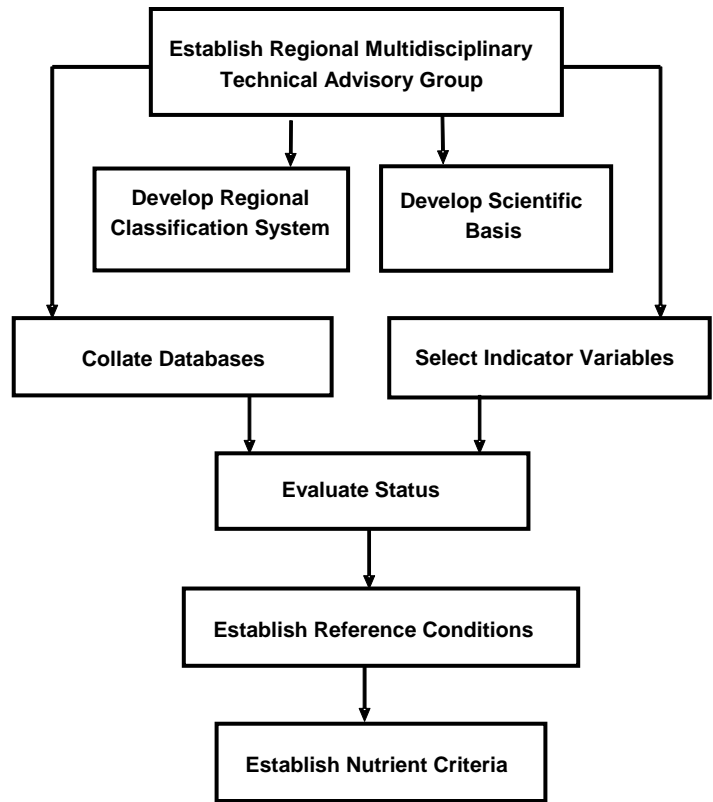 Establish Regional Multidisciplinary
Technical Advisory Group
Develop Regional
Classification System
Develop Scientific
Basis
Collate Databases
Select Indicator Variables
Evaluate Status
Establish Reference Conditions
Establish Nutrient Criteria